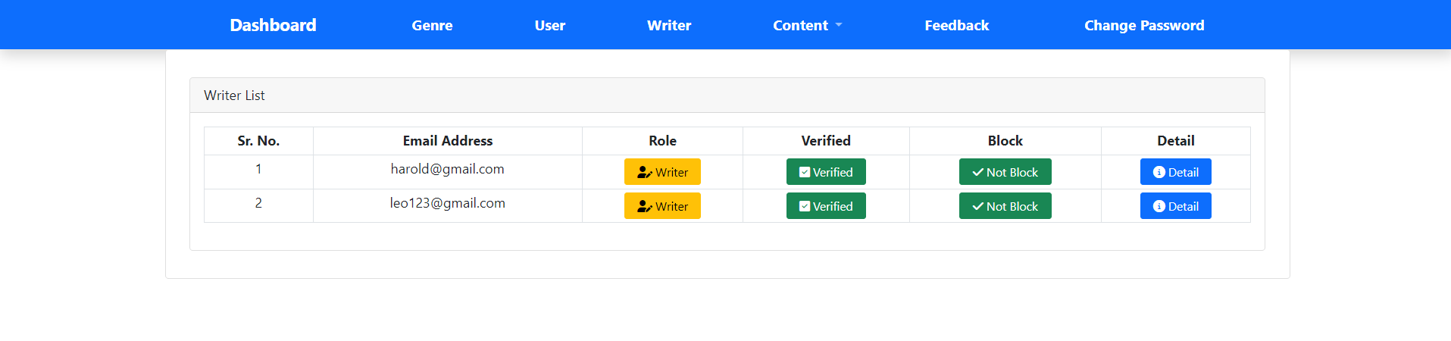 Dashboard Genre User Writer Content Feedback Change Password
Writer List
Sr. No. Email Address Role Verified Block Detail
1 harold@gmail.com Writer Verified Not Block Detail
2 leo123@gmail.com Writer Verified Not Block Detail